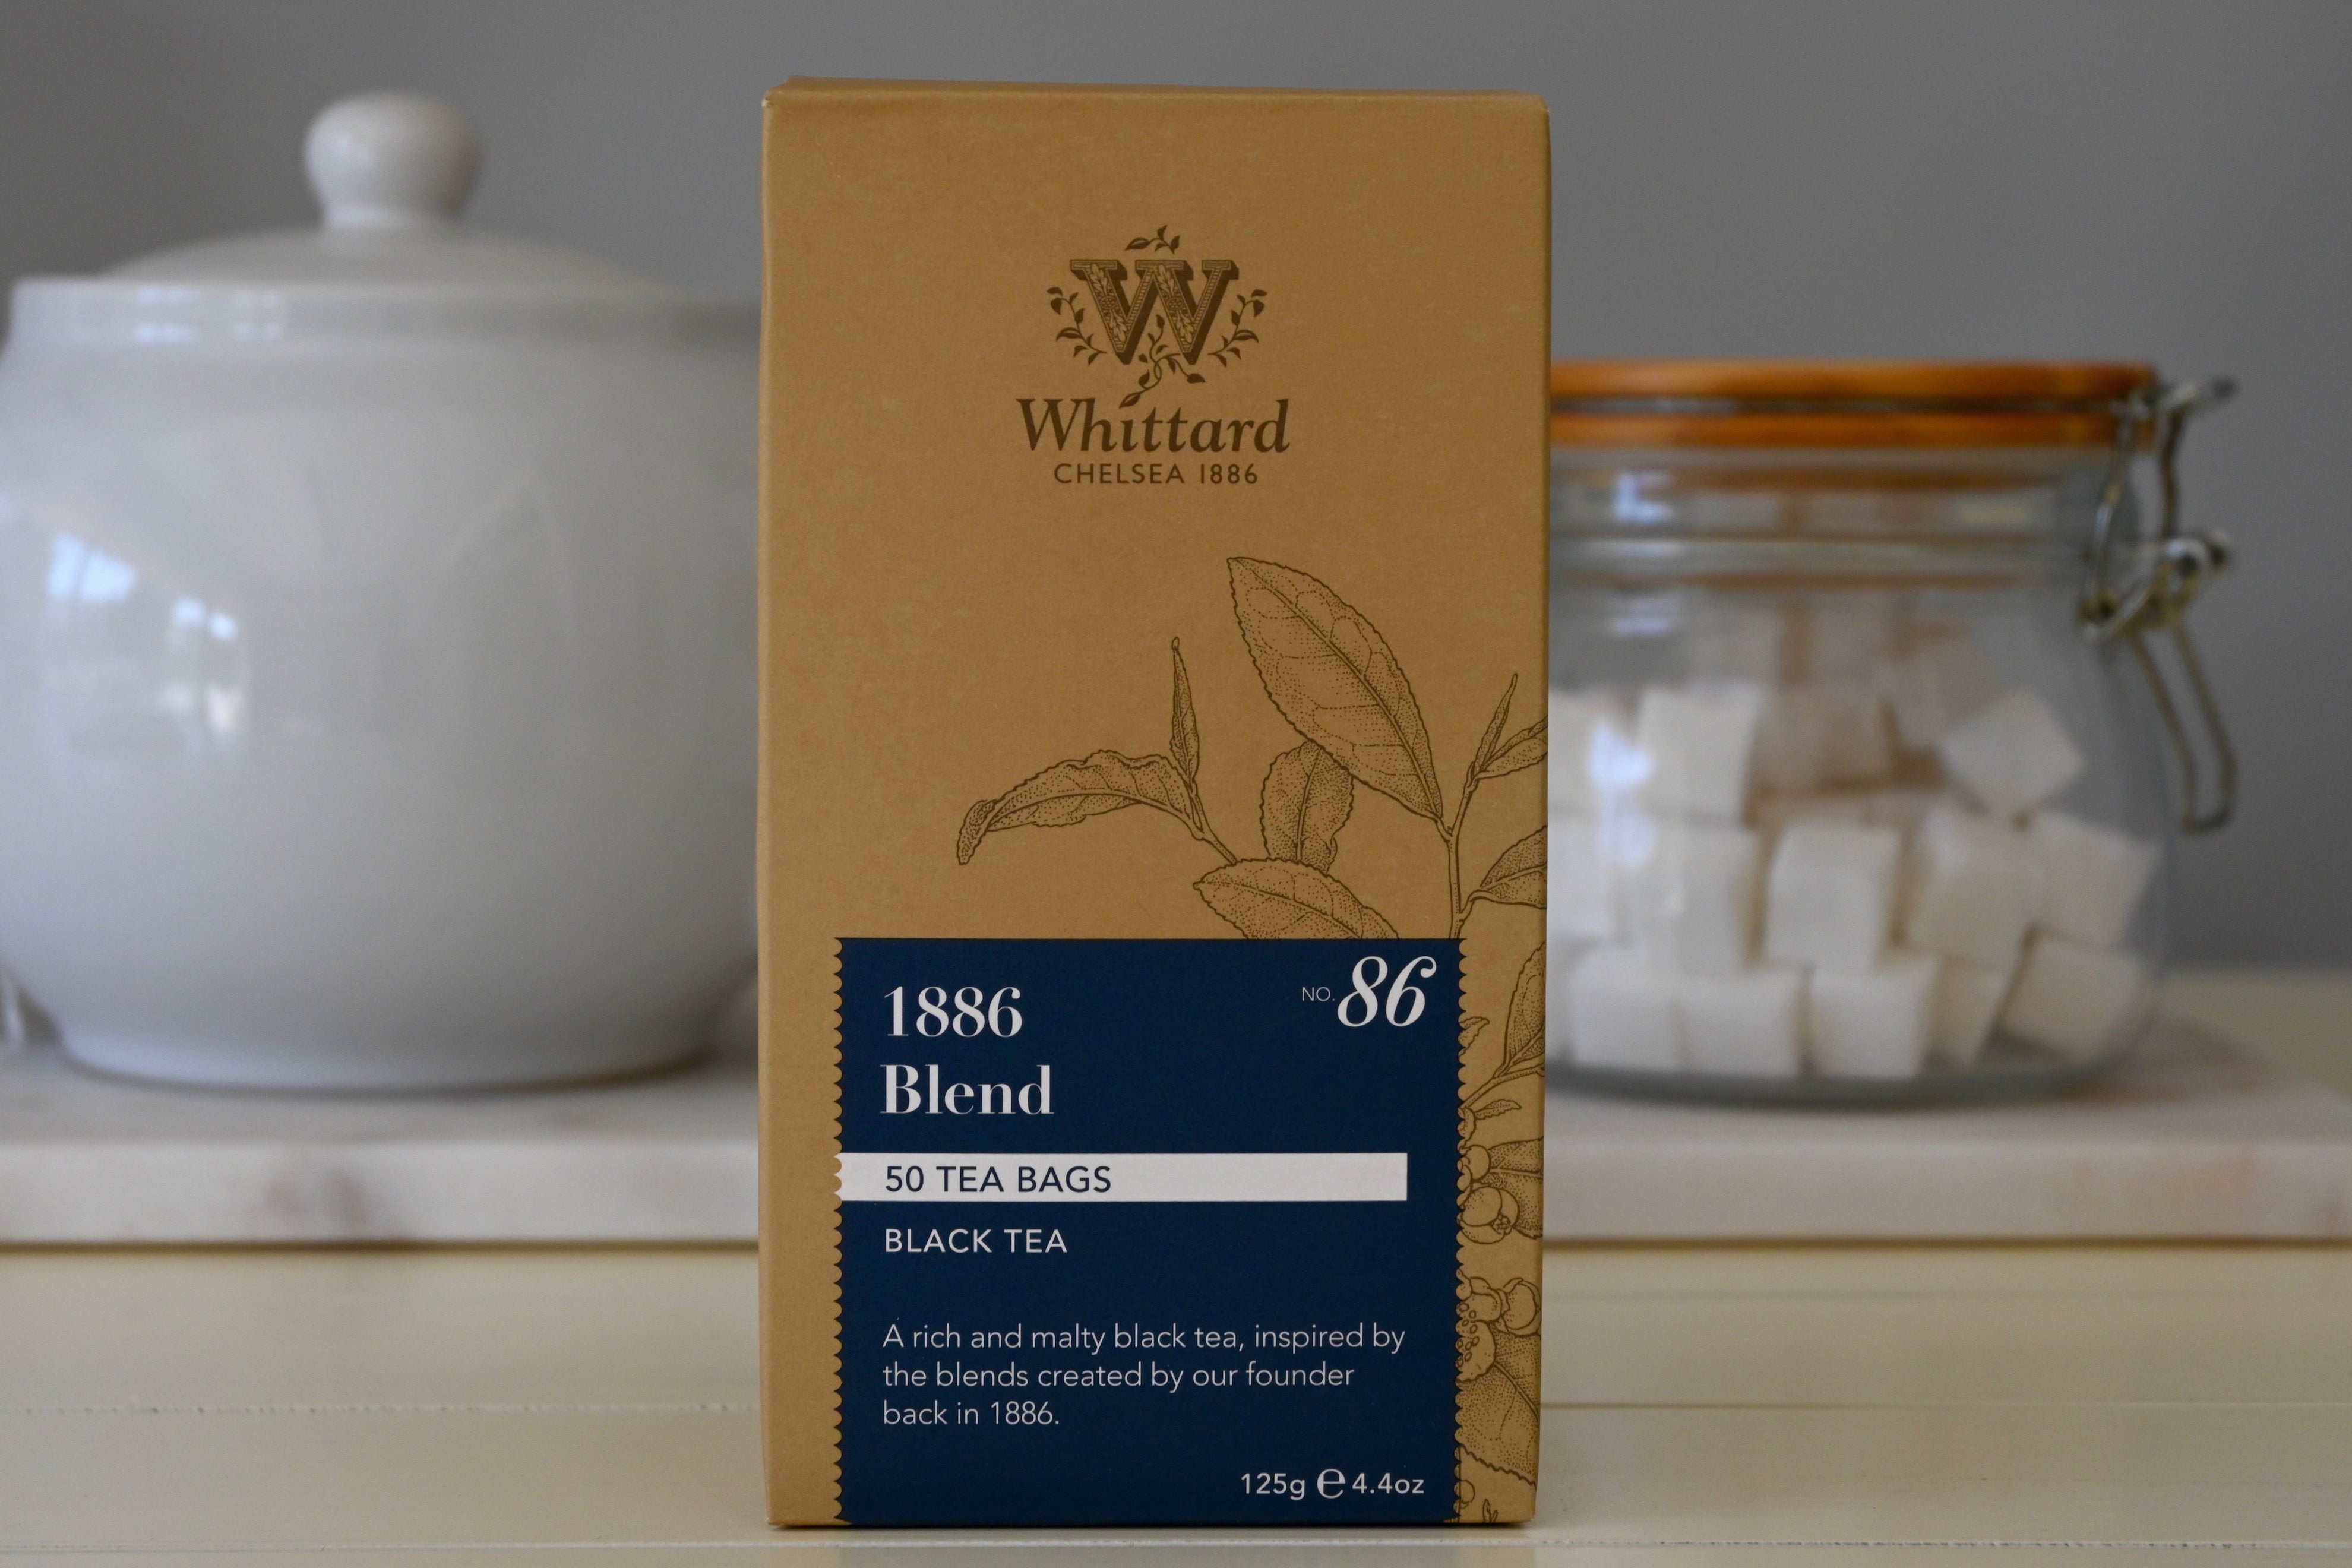 W
Whittard
CHELSEA 1886
1886
Blend
NO. 86
50 TEA BAGS
BLACK TEA
A rich and malty black tea, inspired by
the blends created by our founder
back in 1886.
125g ℮ 4.4oz